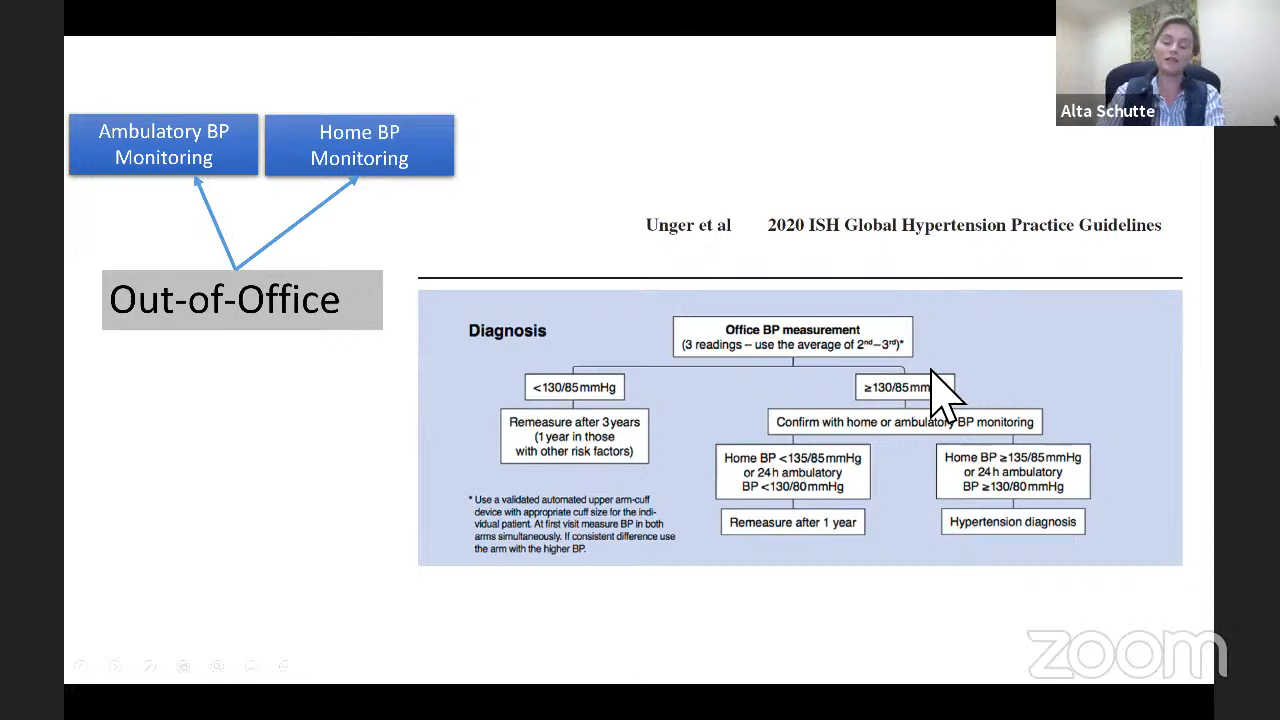 Alta Schutte
Ambulatory BP
Monitoring
Home BP
Monitoring
Out-of-Office
Unger et al 2020 ISH Global Hypertension Practice Guidelines
Diagnosis
Office BP measurement
(3 readings – use the average of 2nd–3rd)*
<130/85mmHg
≥130/85mm
Remeasure after 3 years
(1 year in those
with other risk factors)
Confirm with home or ambulatory BP monitoring
Home BP <135/85mmHg
or 24h ambulatory
BP <130/80mmHg
Home BP ≥135/85mmHg
or 24h ambulatory
BP ≥130/80mmHg
Remeasure after 1 year
Hypertension diagnosis
* Use a validated automated upper arm-cuff
device with appropriate cuff size for the indi-
vidual patient. At first visit measure BP in both
arms simultaneously. If consistent difference use
the arm with the higher BP.
zoom